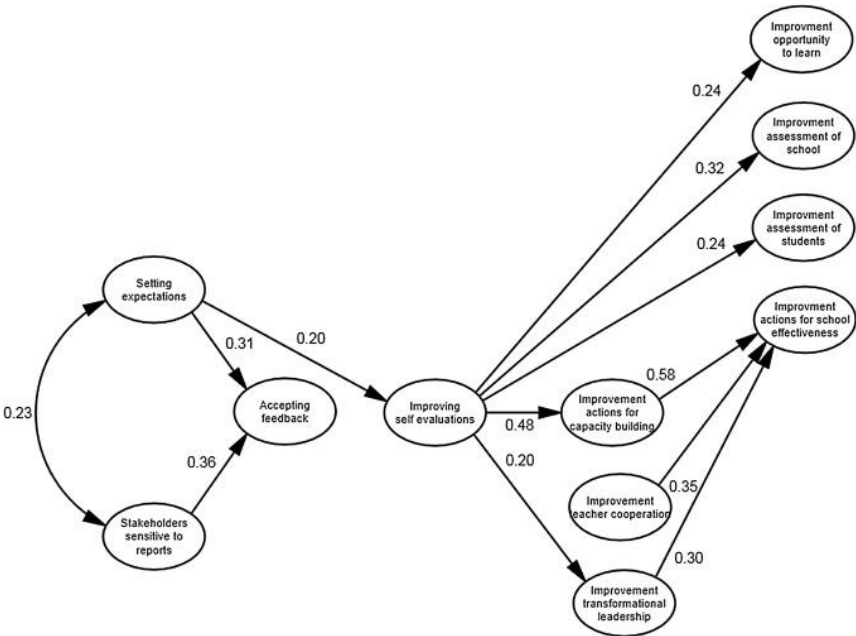 Improvment
opportunity
to learn
0.24
Improvment
assessment of
school
0.32
Improvment
assessment of
students
0.24
Setting
expectations
Improvment
actions for school
effectiveness
0.31
0.20
0.58
0.23
Accepting
feedback
Improving
self evaluations
0.48
Improvement
actions for
capacity building
0.36
0.20
0.35
Improvement
eacher cooperation
Stakeholders
sensitive to
reports
0.30
Improvement
transformational
leadership